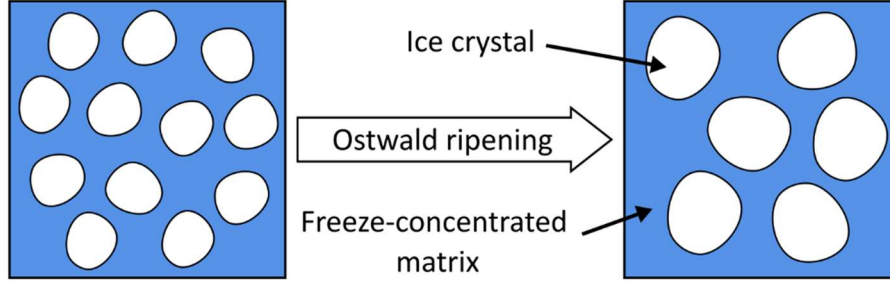 Ice crystal
Ostwald ripening
Freeze-concentrated
matrix